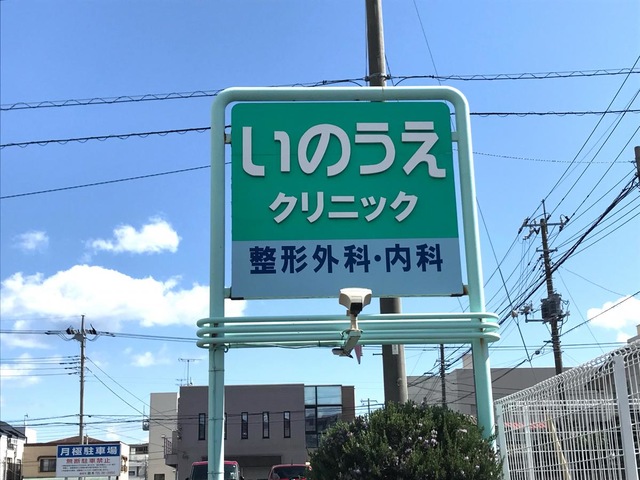 いのうえ
クリニック
整形外科・内科
月極駐車場
無断駐車禁止